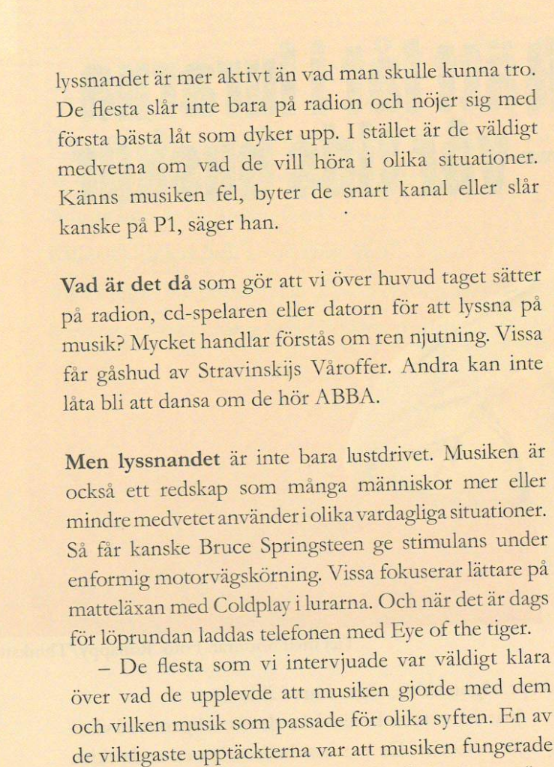 lyssnandet är mer aktivt än vad man skulle kunna tro.
De flesta slår inte bara på radion och nöjer sig med
första bästa låt som dyker upp. I stället är de väldigt
medvetna om vad de vill höra i olika situationer.
Känns musiken fel, byter de snart kanal eller slår
kanske på P1, säger han.
Vad är det då som gör att vi över huvud taget sätter
på radion, cd-spelaren eller datorn för att lyssna på
musik? Mycket handlar förstås om ren njutning. Vissa
får gåshud av Stravinskijs Våroffer. Andra kan inte
låta bli att dansa om de hör ABBA.
Men lyssnandet är inte bara lustdrivet. Musiken är
också ett redskap som många människor mer eller
mindre medvetet använder i olika vardagliga situationer.
Så får kanske Bruce Springsteen ge stimulans under
enformig motorvägskörning. Vissa fokuserar lättare på
matteläxan med Coldplay i lurarna. Och när det är dags
för löprundan laddas telefonen med Eye of the tiger.
– De flesta som vi intervjuade var väldigt klara
över vad de upplevde att musiken gjorde med dem
och vilken musik som passade för olika syften. En av
de viktigaste upptäckterna var att musiken fungerade